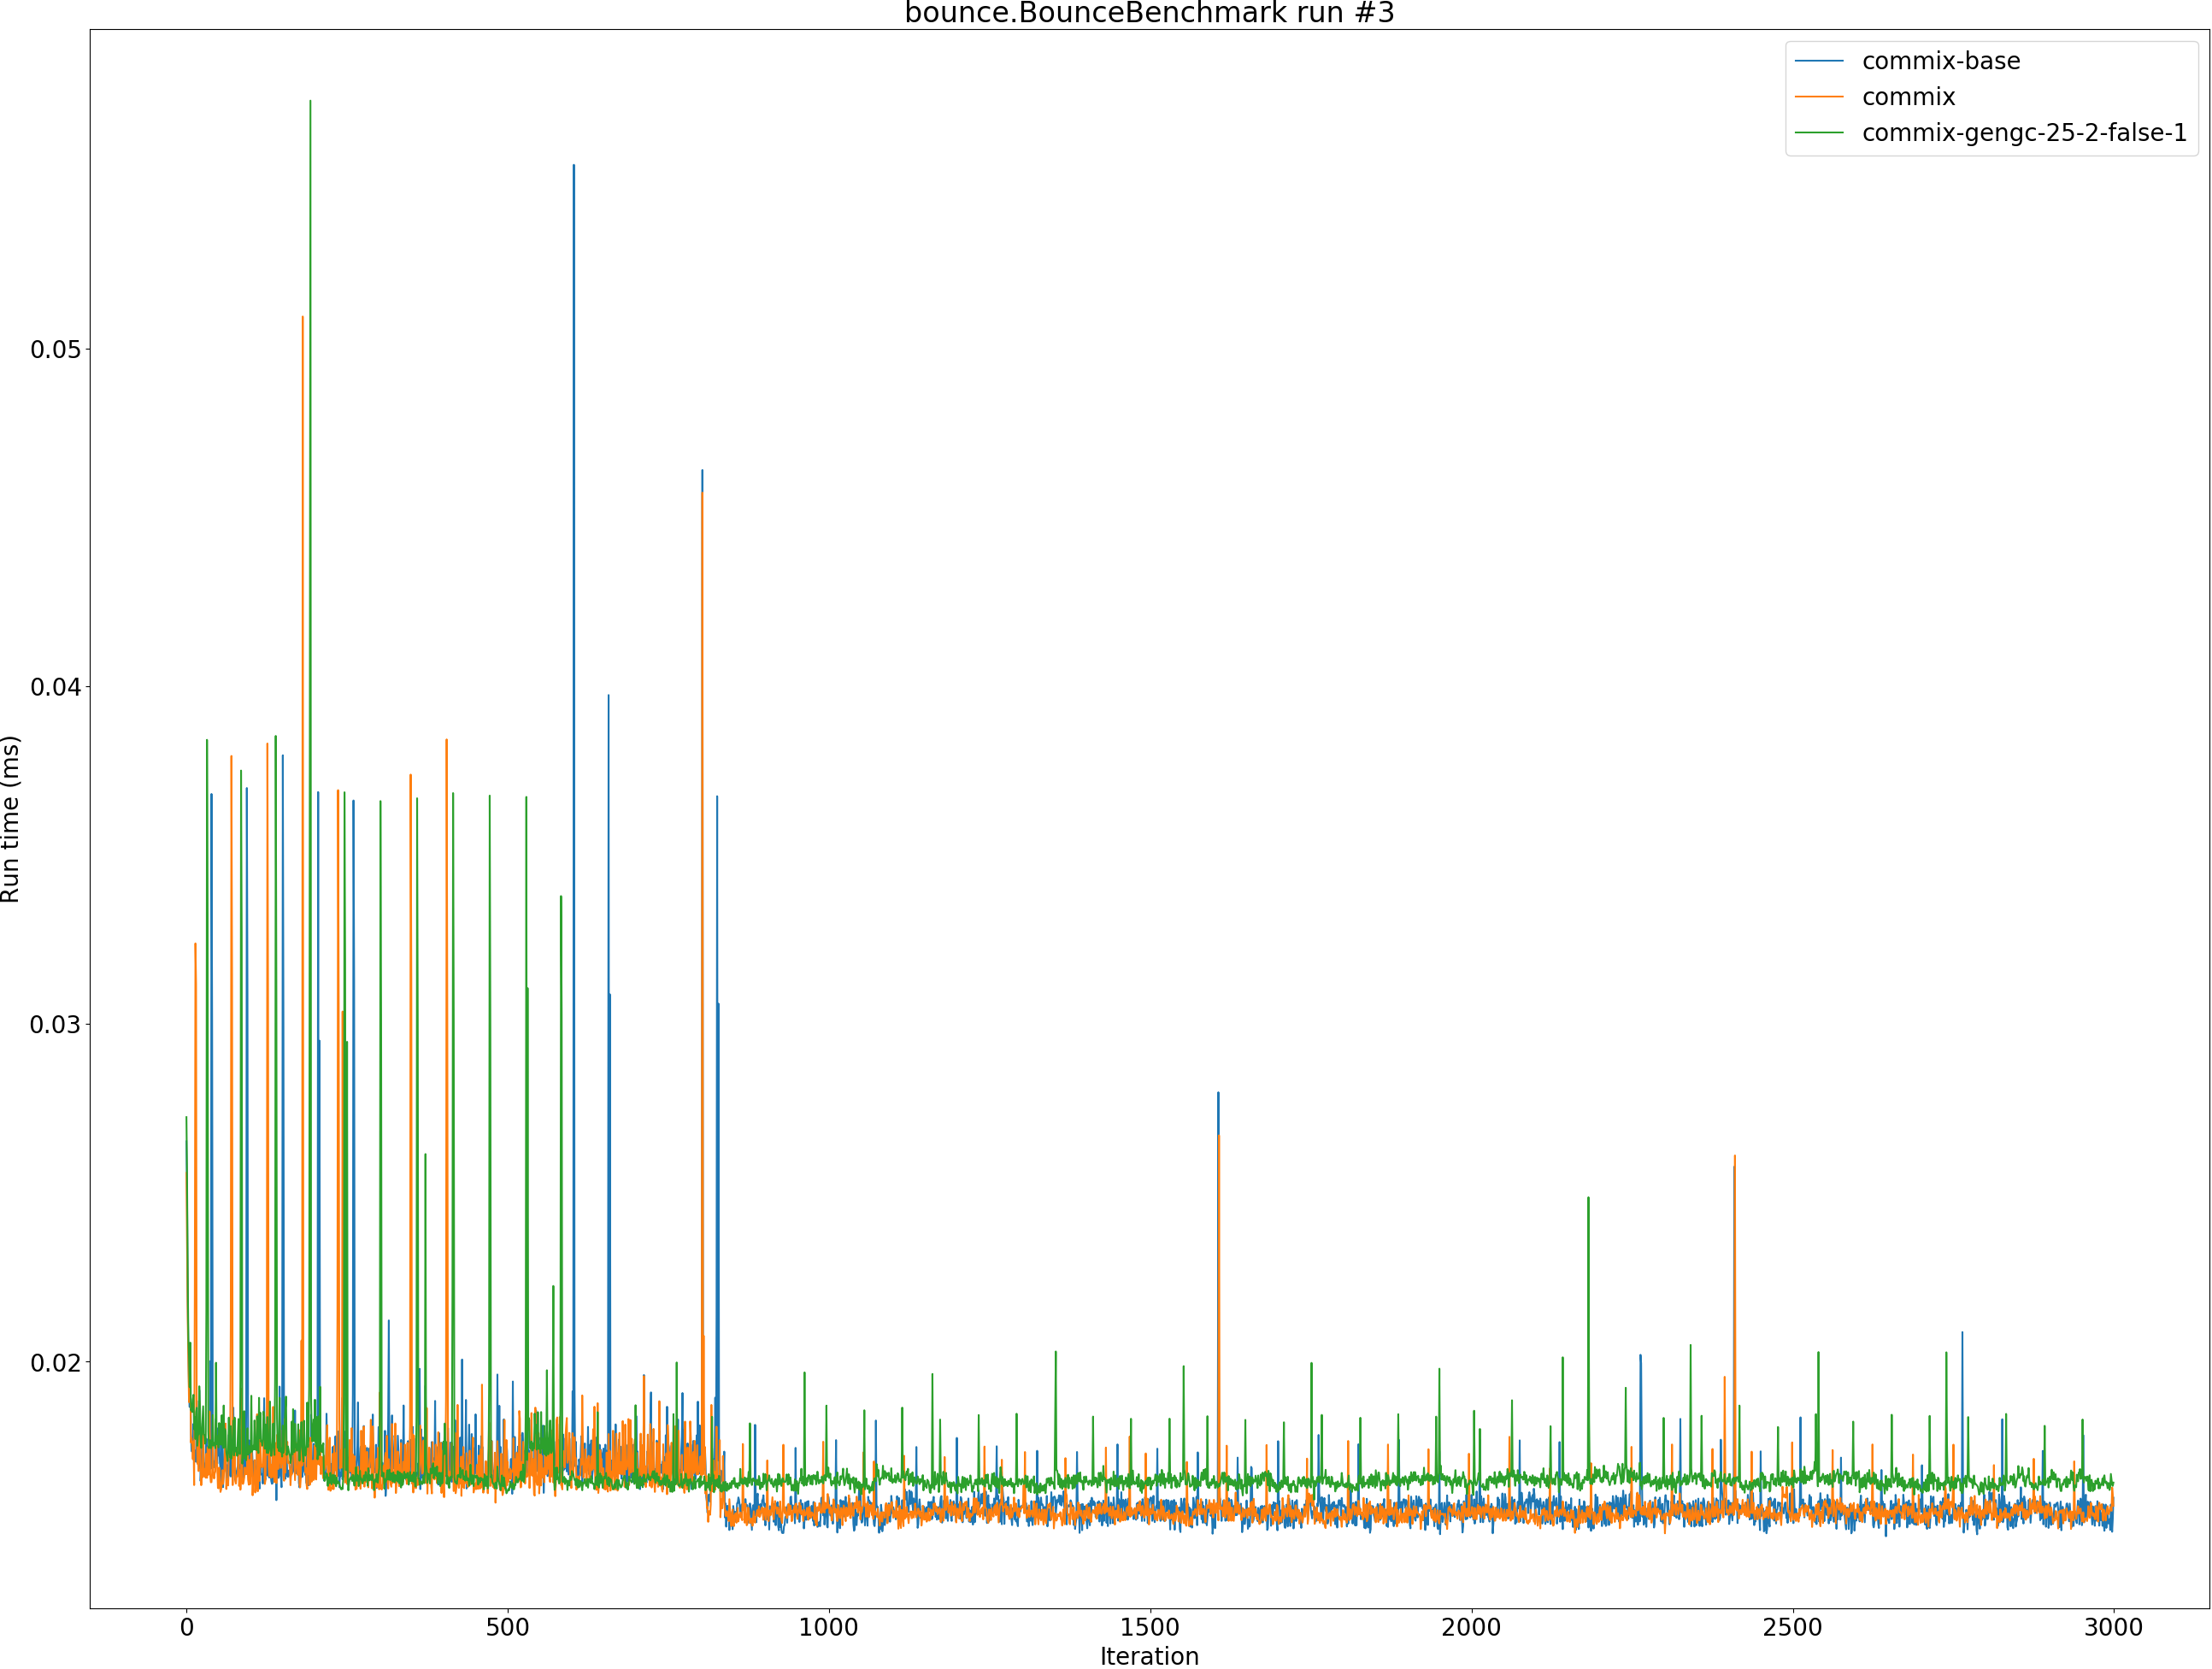 bounce.BounceBenchmark run #3
commix-base
commix
commix-gengc-25-2-false-1
Run time (ms)
0.05
0.04
0.03
0.02
0 500 1000 1500 2000 2500 3000
Iteration